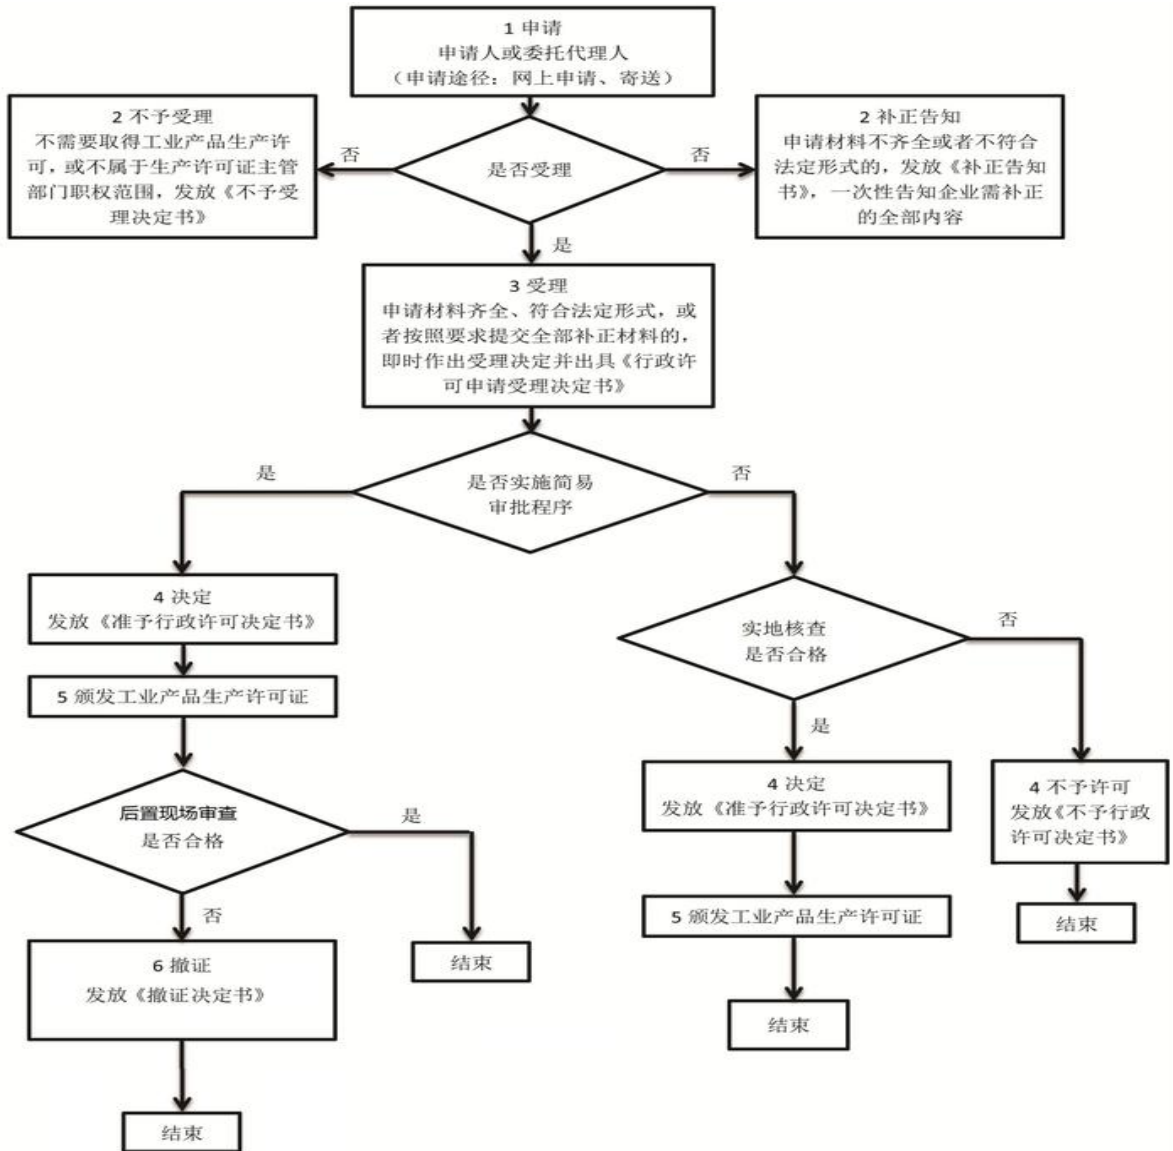 1 申请
申请人或委托代理人
（申请途径：网上申请、寄送）
2 不予受理
不需要取得工业产品生产许
可，或不属于生产许可证主管
部门职权范围，发放《不予受
理决定书》
否
是否受理
否
2 补正告知
申请材料不齐全或者不符合
法定形式的，发放《补正告知
书》，一次性告知企业需补正
的全部内容
是
3 受理
申请材料齐全、符合法定形式，或
者按照要求提交全部补正材料的，
即时作出受理决定并出具《行政许
可申请受理决定书》
是
是否实施简易
审批程序
否
4 决定
发放《准予行政许可决定书》
5 颁发工业产品生产许可证
后置现场审查
是否合格
是
否
6 撤证
发放《撤证决定书》
结束
结束
实地核查
是否合格
否
是
4 决定
发放《准予行政许可决定书》
5 颁发工业产品生产许可证
结束
4 不予许可
发放《不予行政
许可决定书》
结束